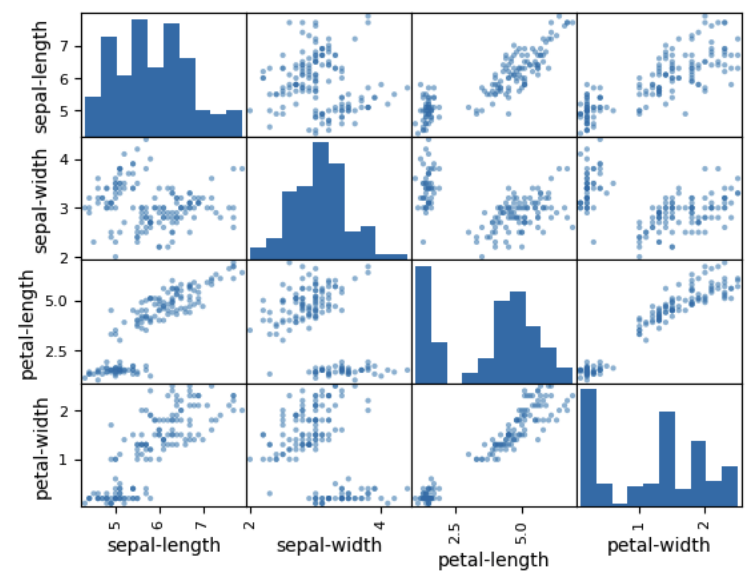 sepal-length
7
6
5
sepal-width
4
3
2
petal-length
5.0
2.5
petal-width
2
1
5 6 7 2 4 2.5 5.0 1 2
sepal-length sepal-width petal-length petal-width